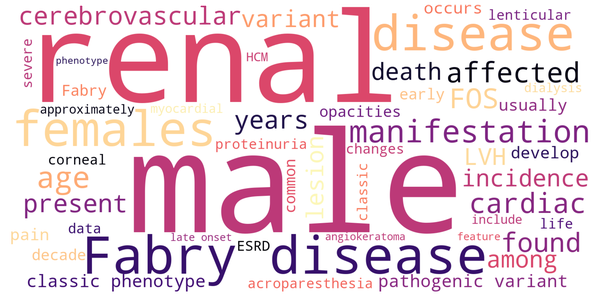 cerebrovascular variant occurs lenticular
severe renal disease
phenotype HCM death affected
Fabry early FOS dialysis
approximately myocardial years opacities usually
females proteinuria manifestation
corneal lesion changes LVH develop
age male common classic incidence
present cardiac
pain data include life
decade late onset ESRD angiokeratoma feature found
Fabry disease among
classic phenotype acroparesthesia pathogenic variant